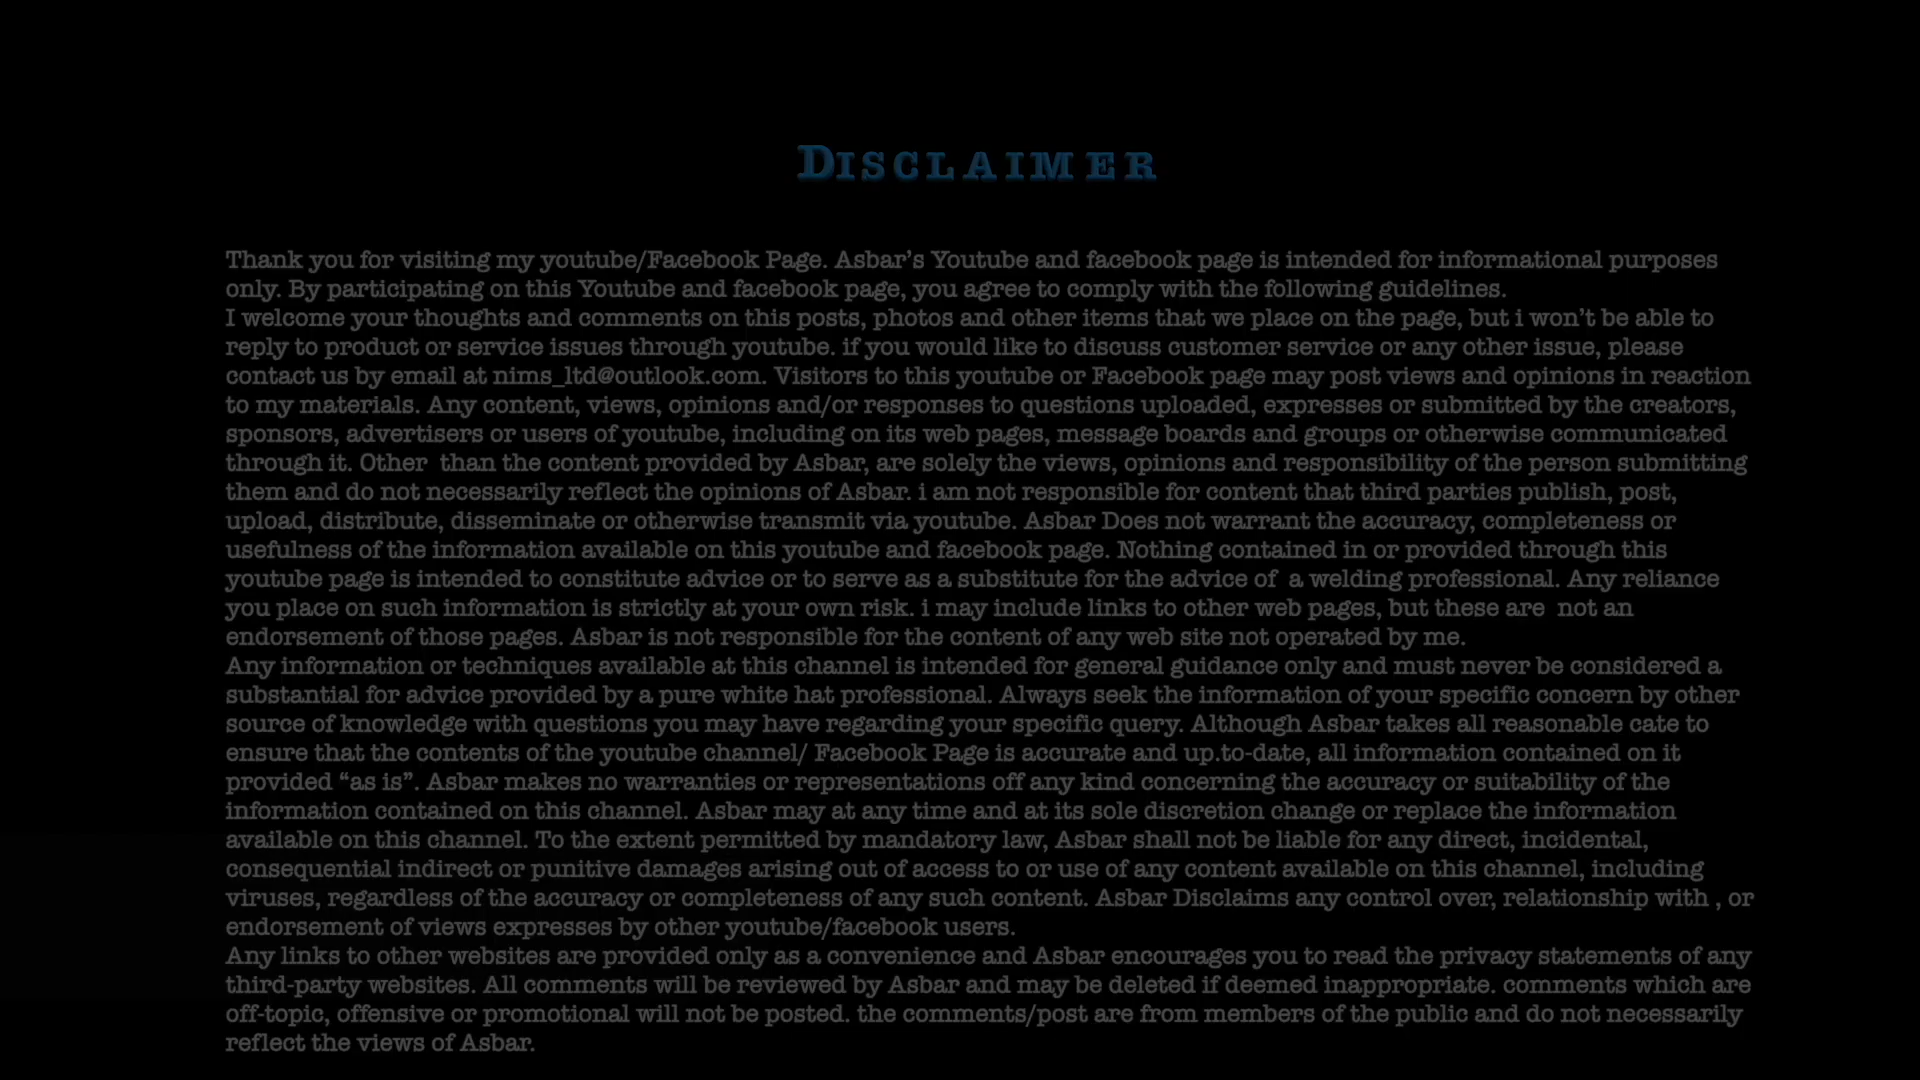 Disclaimer
Thank you for visiting my youtube/Facebook Page. Asbar’s Youtube and facebook page is intended for informational purposes
only. By participating on this Youtube and facebook page, you agree to comply with the following guidelines.
I welcome your thoughts and comments on this posts, photos and other items that we place on the page, but i won’t be able to
reply to product or service issues through youtube. if you would like to discuss customer service or any other issue, please
contact us by email at nims_ltd@outlook.com. Visitors to this youtube or Facebook page may post views and opinions in reaction
to my materials. Any content, views, opinions and/or responses to questions uploaded, expresses or submitted by the creators,
sponsors, advertisers or users of youtube, including on its web pages, message boards and groups or otherwise communicated
through it. Other  than the content provided by Asbar, are solely the views, opinions and responsibility of the person submitting
them and do not necessarily reflect the opinions of Asbar. i am not responsible for content that third parties publish, post,
upload, distribute, disseminate or otherwise transmit via youtube. Asbar Does not warrant the accuracy, completeness or
usefulness of the information available on this youtube and facebook page. Nothing contained in or provided through this
youtube page is intended to constitute advice or to serve as a substitute for the advice of  a welding professional. Any reliance
you place on such information is strictly at your own risk. i may include links to other web pages, but these are  not an
endorsement of those pages. Asbar is not responsible for the content of any web site not operated by me.
Any information or techniques available at this channel is intended for general guidance only and must never be considered a
substantial for advice provided by a pure white hat professional. Always seek the information of your specific concern by other
source of knowledge with questions you may have regarding your specific query. Although Asbar takes all reasonable cate to
ensure that the contents of the youtube channel/ Facebook Page is accurate and up.to-date, all information contained on it
provided “as is”. Asbar makes no warranties or representations off any kind concerning the accuracy or suitability of the
information contained on this channel. Asbar may at any time and at its sole discretion change or replace the information
available on this channel. To the extent permitted by mandatory law, Asbar shall not be liable for any direct, incidental,
consequential indirect or punitive damages arising out of access to or use of any content available on this channel, including
viruses, regardless of the accuracy or completeness of any such content. Asbar Disclaims any control over, relationship with , or
endorsement of views expresses by other youtube/facebook users.
Any links to other websites are provided only as a convenience and Asbar encourages you to read the privacy statements of any
third-party websites. All comments will be reviewed by Asbar and may be deleted if deemed inappropriate. comments which are
off-topic, offensive or promotional will not be posted. the comments/post are from members of the public and do not necessarily
reflect the views of Asbar.